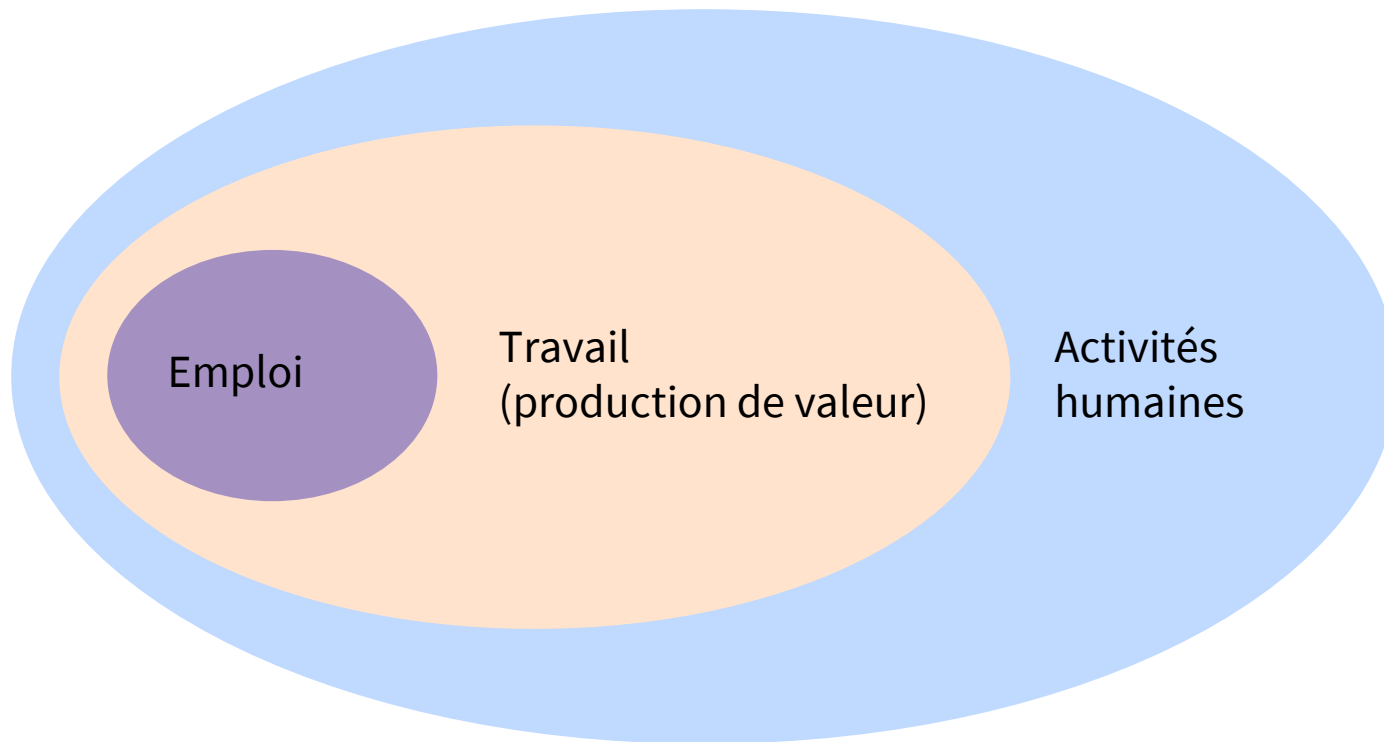 Emploi
Travail
(production de valeur)
Activités
humaines